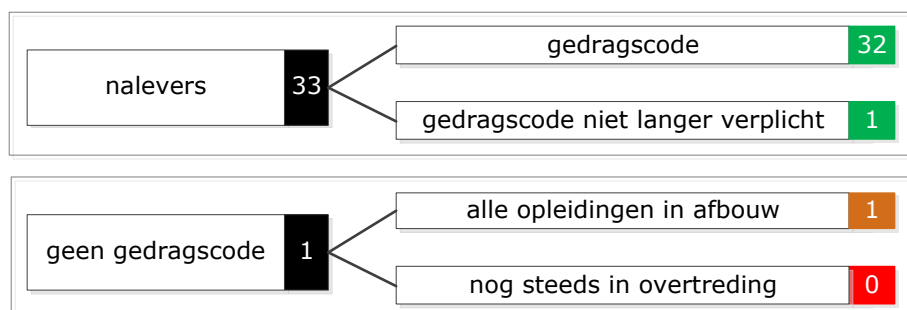 nalevers 33
gedragscode 32
gedragscode niet langer verplicht 1
geen gedragscode 1
alle opleidingen in afbouw 1
nog steeds in overtreding 0